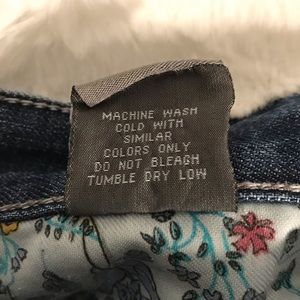 MACHINE WASH
COLD WITH
SIMILAR
COLORS ONLY
DO NOT BLEACH
TUMBLE DRY LOW